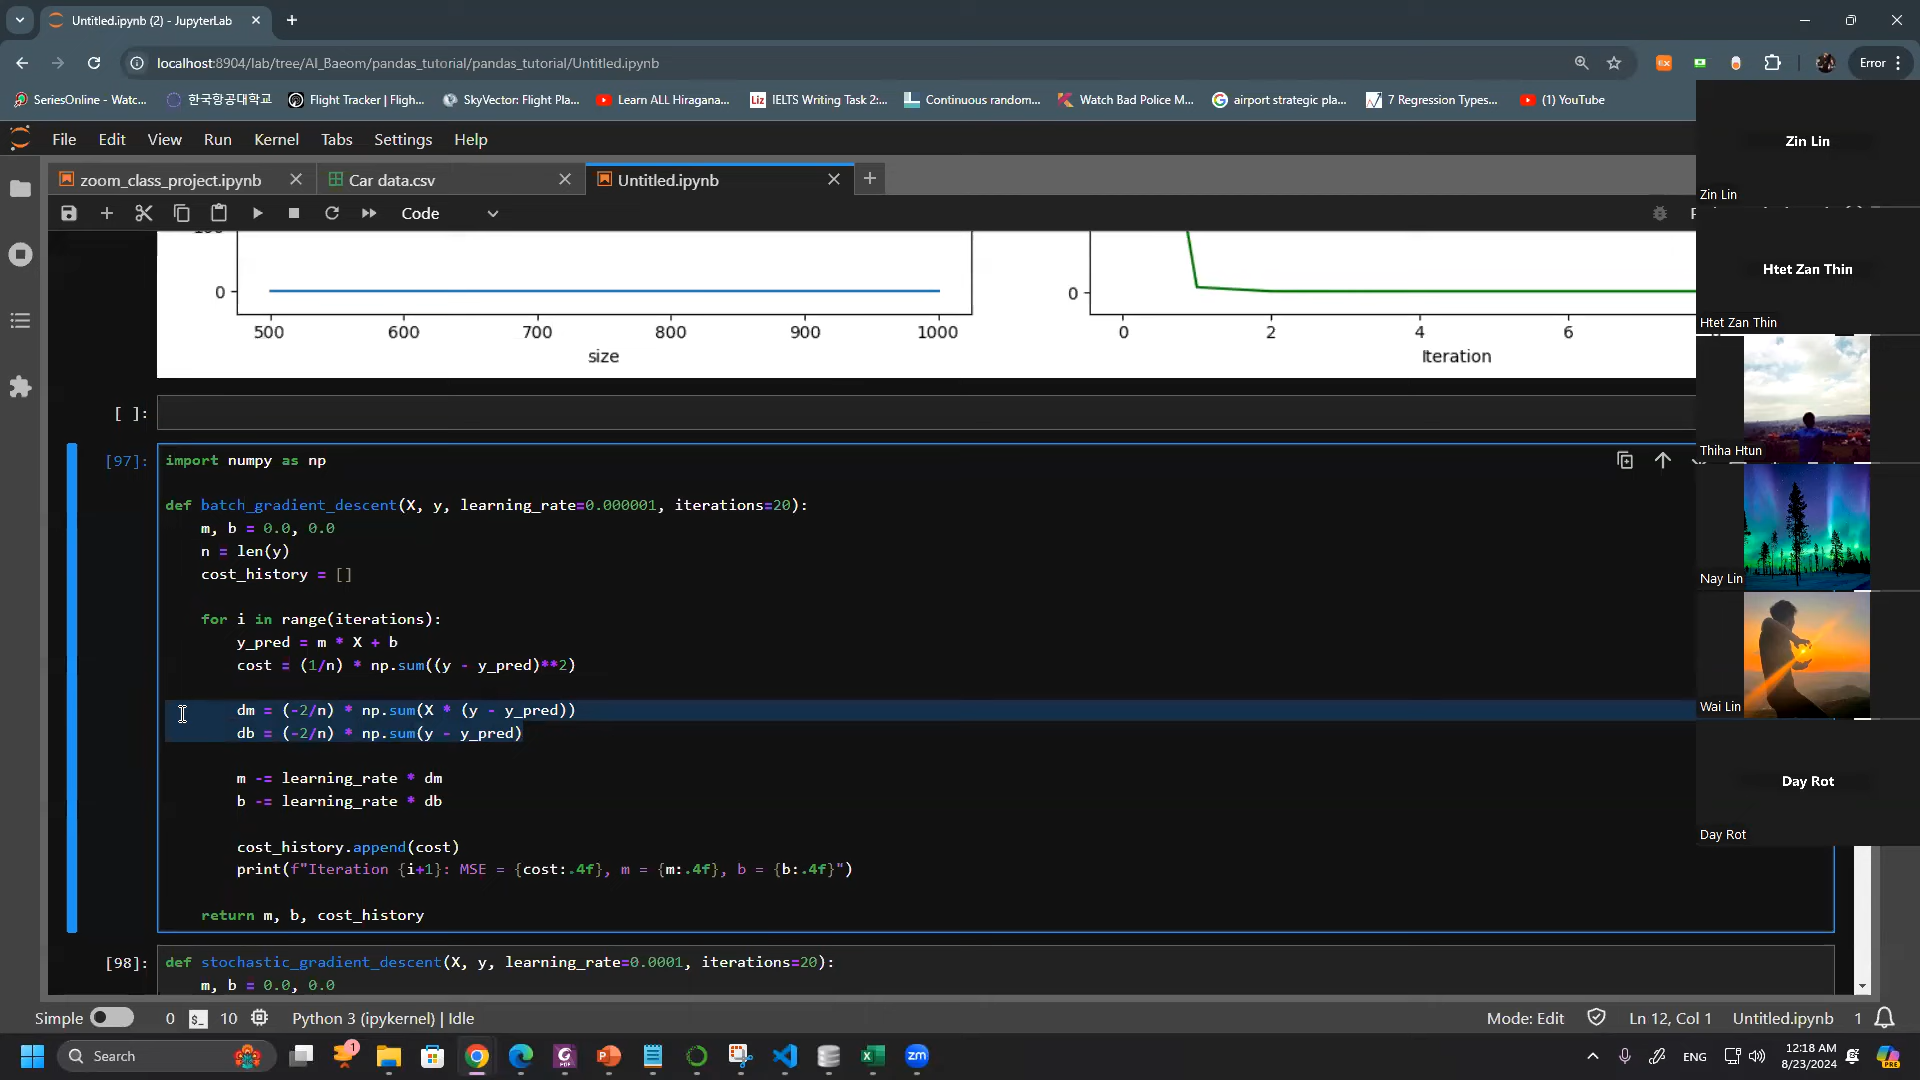 Untitled.ipynb (2) - JupyterLab
localhost:8904/lab/tree/AI_Baeom/pandas_tutorial/pandas_tutorial/Untitled.ipynb
Error
SeriesOnline - Watc...
한국항공대학교
Flight Tracker | Fligh...
SkyVector: Flight Pla...
Learn ALL Hiragana...
Liz
IELTS Writing Task 2:...
Continuous random...
Watch Bad Police M...
airport strategic pla...
7 Regression Types...
(1) YouTube
File
Edit
View
Run
Kernel
Tabs
Settings
Help
zoom_class_project.ipynb
Car data.csv
Untitled.ipynb
Code
0
500
600
700
800
900
1000
size
0
0
2
4
6
Iteration
[ ]:
[97]:
import numpy as np
def batch_gradient_descent(X, y, learning_rate=0.000001, iterations=20):
m, b = 0.0, 0.0
n = len(y)
cost_history = []
for i in range(iterations):
y_pred = m * X + b
cost = (1/n) * np.sum((y - y_pred)**2)
dm = (-2/n) * np.sum(X * (y - y_pred))
db = (-2/n) * np.sum(y - y_pred)
m -= learning_rate * dm
b -= learning_rate * db
cost_history.append(cost)
print(f"Iteration {i+1}: MSE = {cost:.4f}, m = {m:.4f}, b = {b:.4f}")
return m, b, cost_history
[98]:
def stochastic_gradient_descent(X, y, learning_rate=0.0001, iterations=20):
m, b = 0.0, 0.0
Zin Lin
Zin Lin
Htet Zan Thin
Htet Zan Thin
Thiha Htun
Nay Lin
Wai Lin
Day Rot
Day Rot
Simple
0
10
Python 3 (ipykernel) | Idle
Mode: Edit
Ln 12, Col 1
Untitled.ipynb
1
Search
1
zm
ENG
12:18 AM
8/23/2024